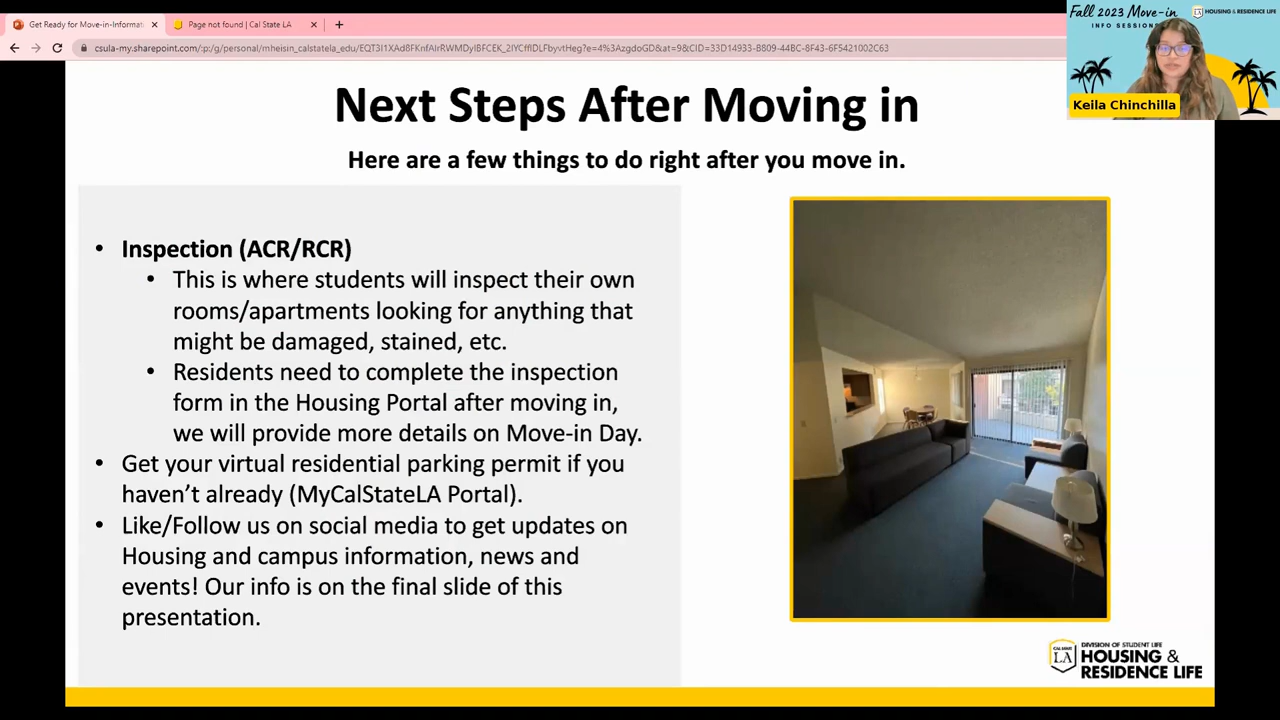 Get Ready for Move-in-Informat
Page not found | Cal State LA
csula-my.sharepoint.com/:p:/g/personal/mheisin_calstatela_edu/EQT3I1XAd8FKnfAIrRWMDyIBFCEK_2IYCffIDLFbyvtHeg?e=4%3AzgdoGD&at=9&CID=33D14933-B809-44BC-8F43-6F5421002C63
Fall 2023 Move-in
INFO SESSIONS
HOUSING & RESIDENCE LIFE
Keila Chinchilla
Next Steps After Moving in
Here are a few things to do right after you move in.
• Inspection (ACR/RCR)
• This is where students will inspect their own
rooms/apartments looking for anything that
might be damaged, stained, etc.
• Residents need to complete the inspection
form in the Housing Portal after moving in,
we will provide more details on Move-in Day.
• Get your virtual residential parking permit if you
haven't already (MyCalStateLA Portal).
• Like/Follow us on social media to get updates on
Housing and campus information, news and
events! Our info is on the final slide of this
presentation.
CAL STATE
LA
DIVISION OF STUDENT LIFE
HOUSING &
RESIDENCE LIFE